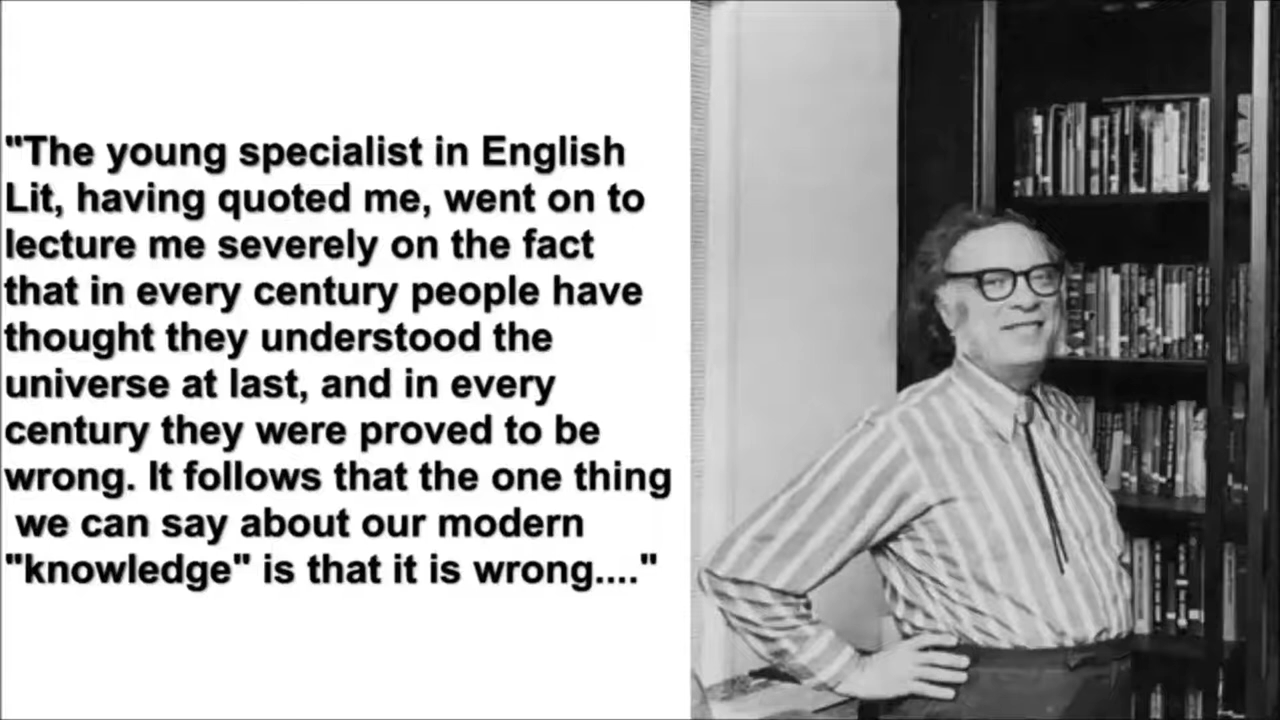 "The young specialist in English
Lit, having quoted me, went on to
lecture me severely on the fact
that in every century people have
thought they understood the
universe at last, and in every
century they were proved to be
wrong. It follows that the one thing
we can say about our modern
"knowledge" is that it is wrong...."